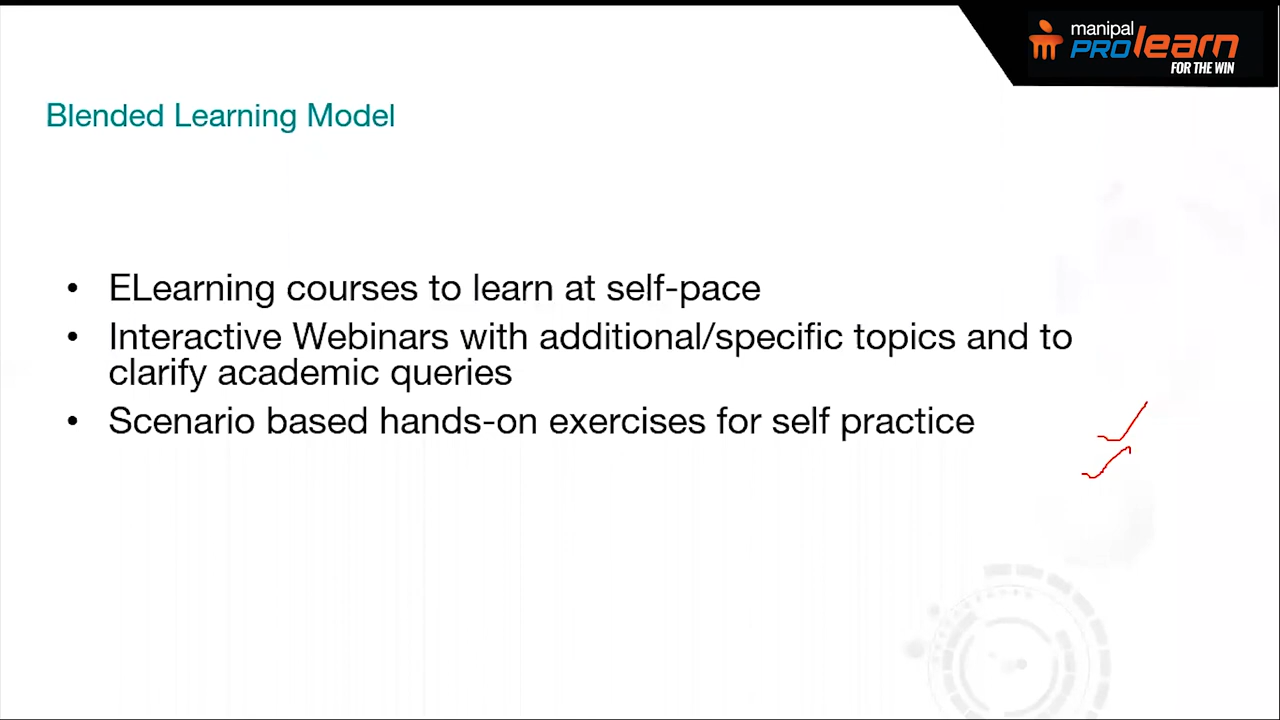 manipal
PROlearn
FOR THE WIN
Blended Learning Model
• ELearning courses to learn at self-pace
• Interactive Webinars with additional/specific topics and to
clarify academic queries
• Scenario based hands-on exercises for self practice